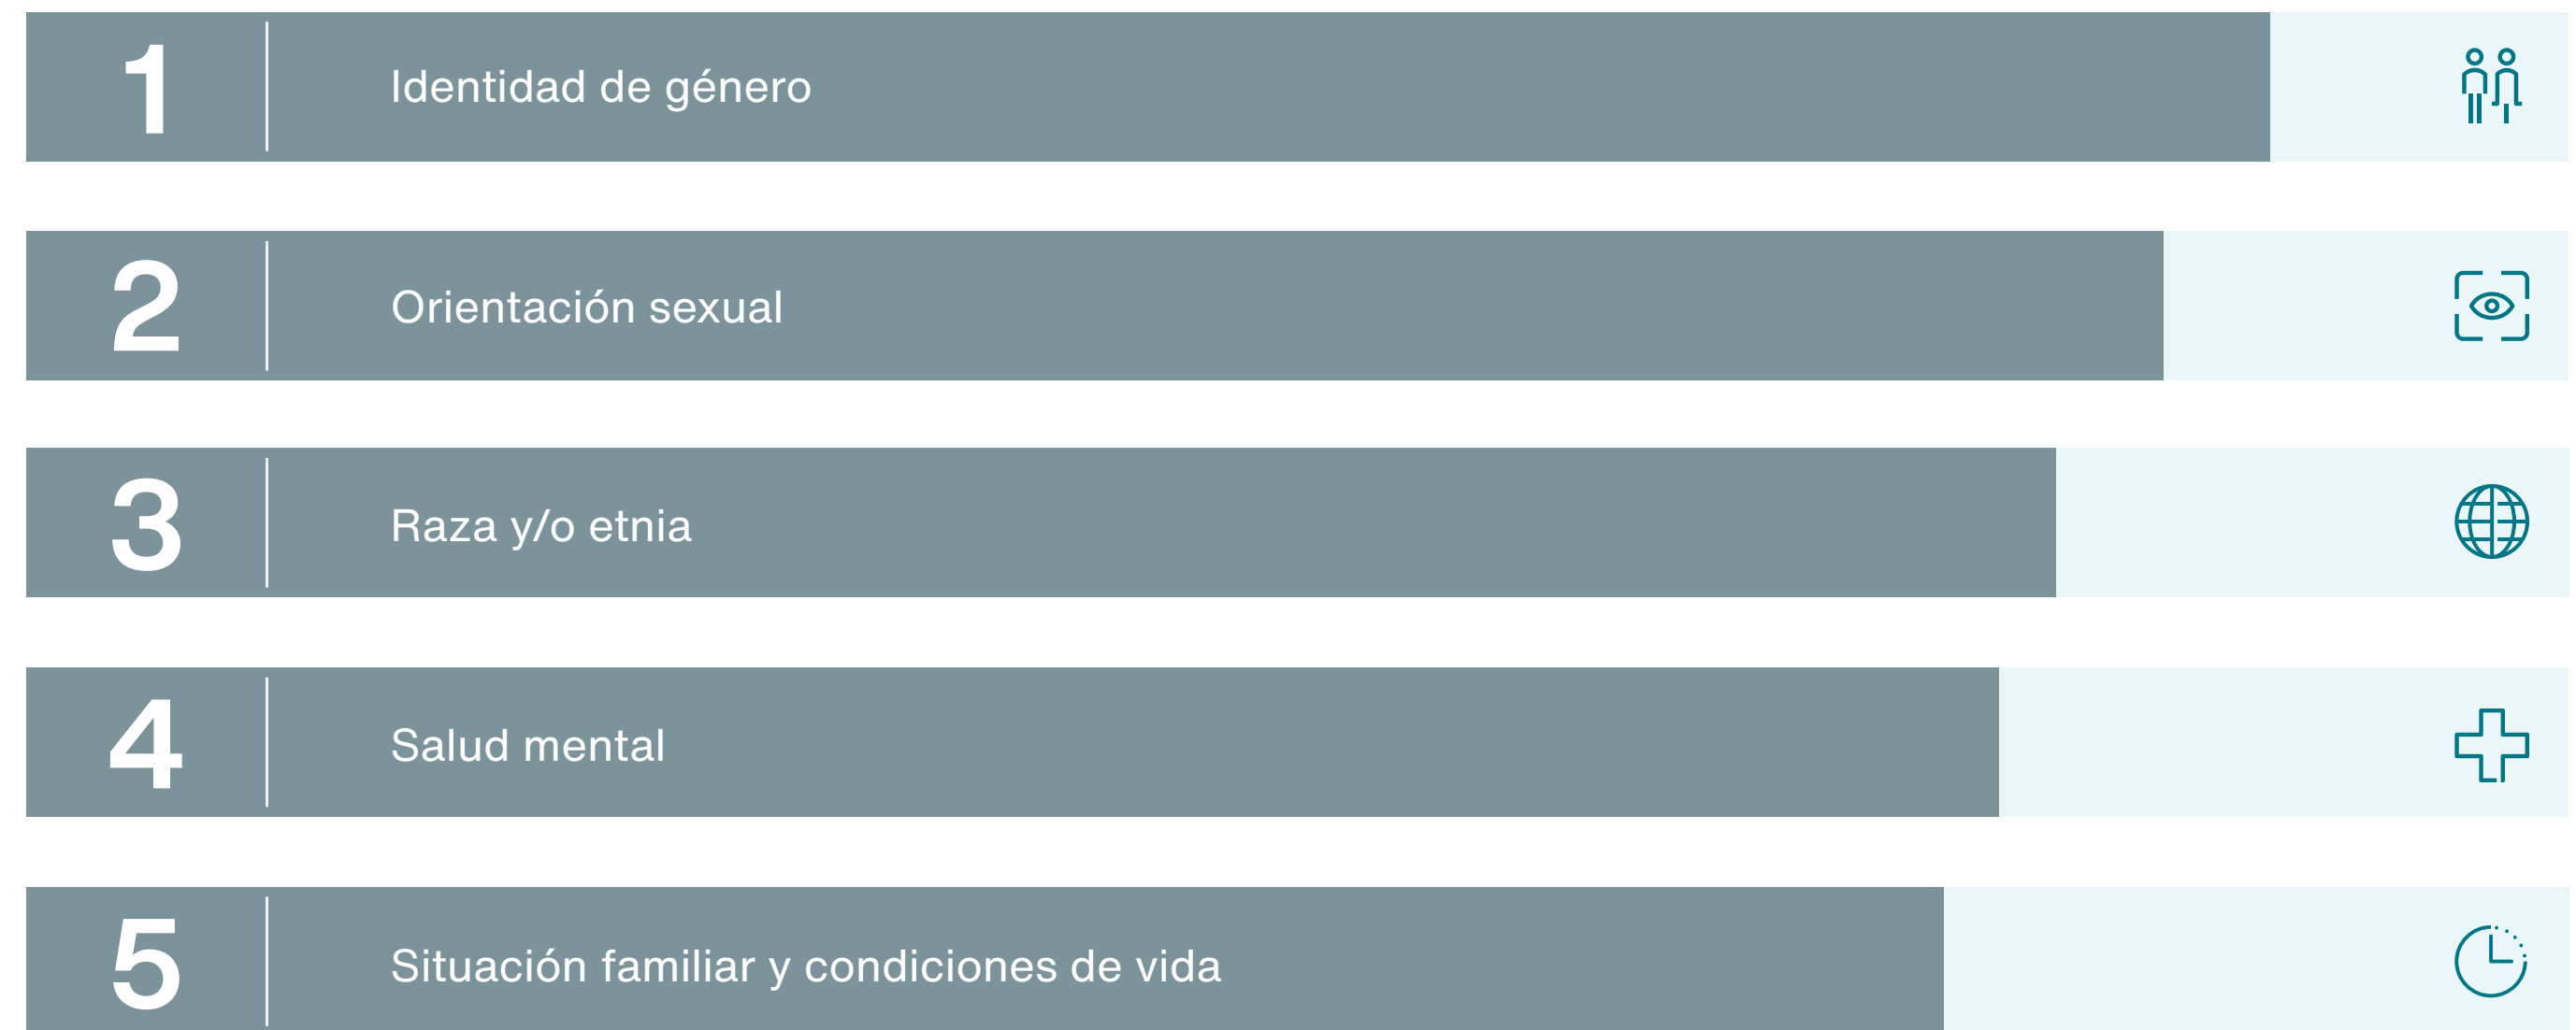 1 Identidad de género
2 Orientación sexual
3 Raza y/o etnia
4 Salud mental
5 Situación familiar y condiciones de vida